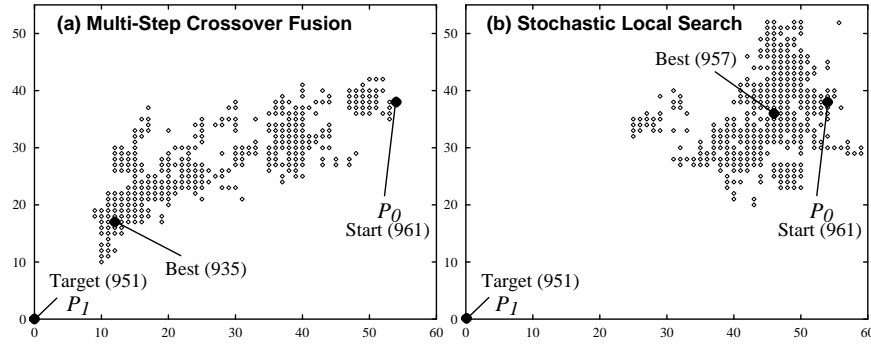 (a) Multi-Step Crossover Fusion
50
40
30
20
10
0
0 10 20 30 40 50 60
P0
Start (961)
Best (935)
Target (951)
P1
(b) Stochastic Local Search
50
40
30
20
10
0
0 10 20 30 40 50 60
Best (957)
P0
Start (961)
Target (951)
P1